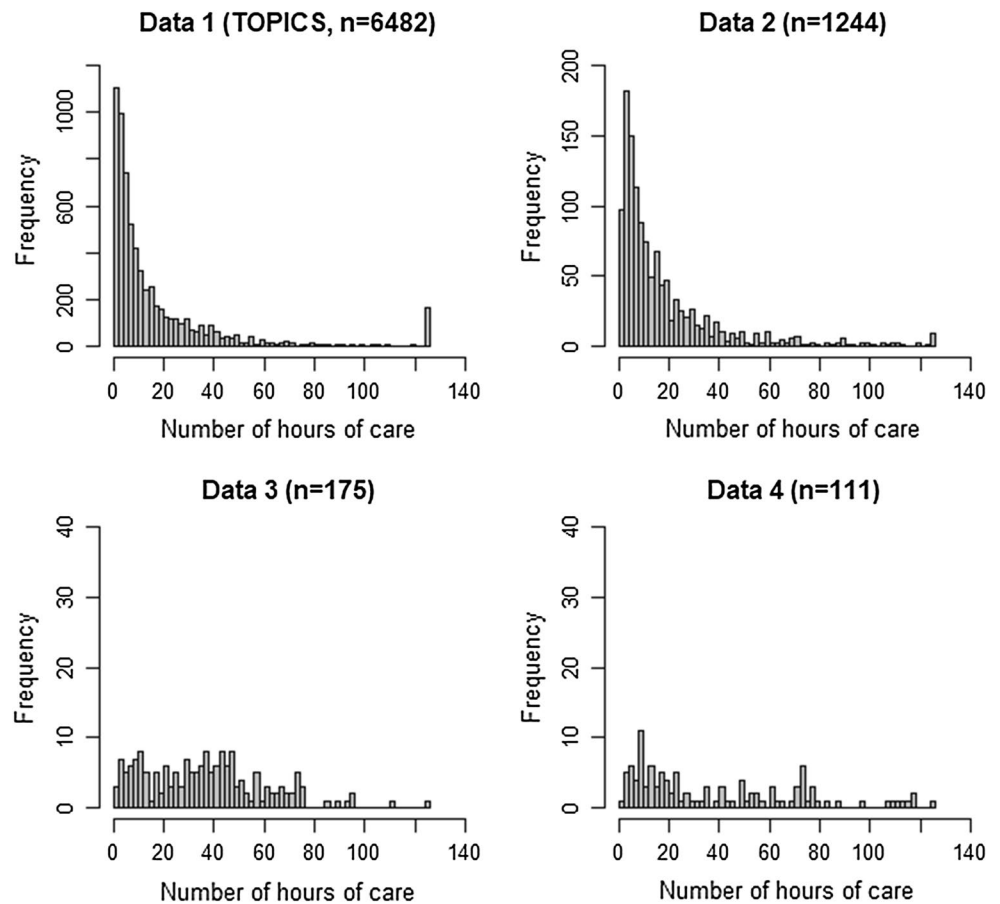 Data 1 (TOPICS, n=6482)
Frequency
0 200 600 1000
0 20 40 60 80 100 140
Number of hours of care
Data 2 (n=1244)
Frequency
0 50 100 150 200
0 20 40 60 80 100 140
Number of hours of care
Data 3 (n=175)
Frequency
0 10 20 30 40
0 20 40 60 80 100 140
Number of hours of care
Data 4 (n=111)
Frequency
0 10 20 30 40
0 20 40 60 80 100 140
Number of hours of care